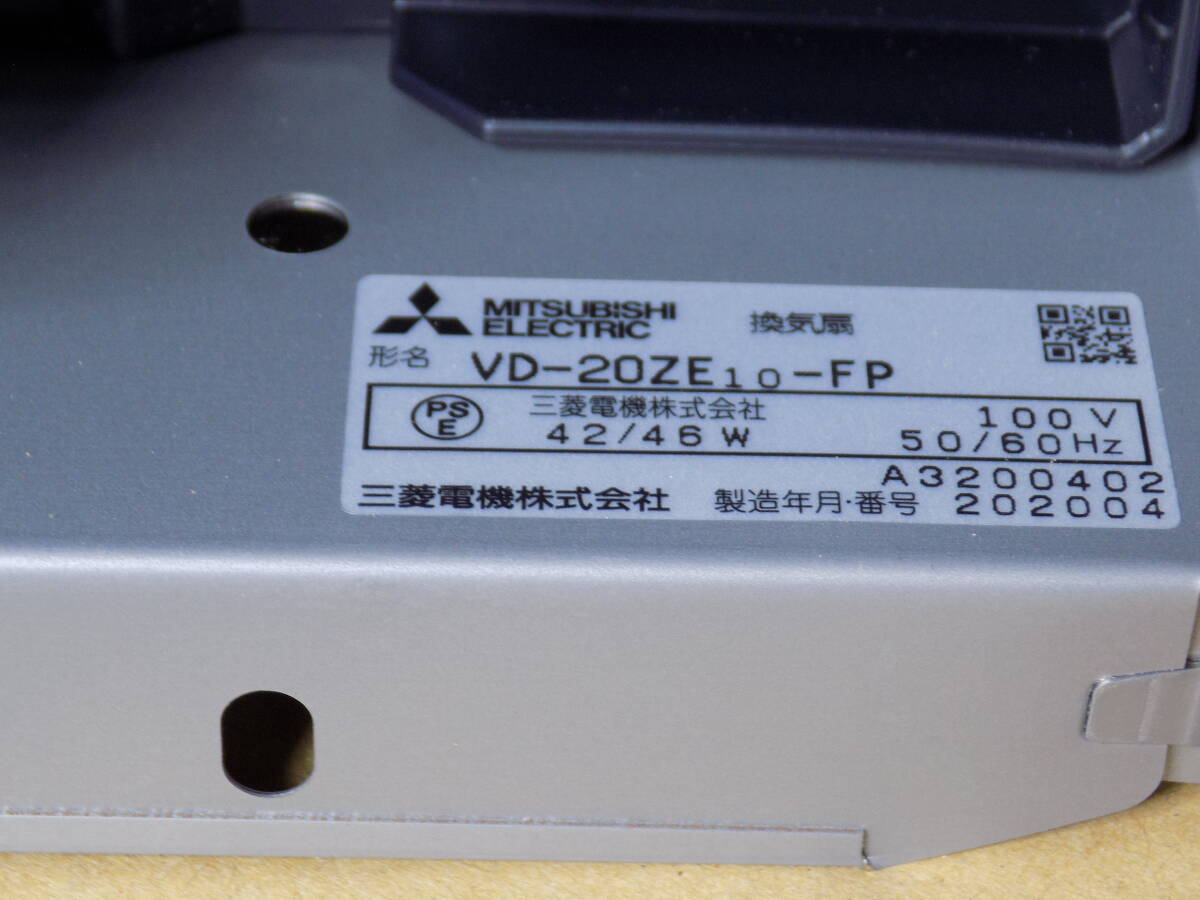 MITSUBISHI
ELECTRIC
換気扇
形名 VD-20ZE10-FP
PS
E
三菱電機株式会社 100V
42/46W 50/60Hz
A3200402
三菱電機株式会社 製造年月·番号 202004